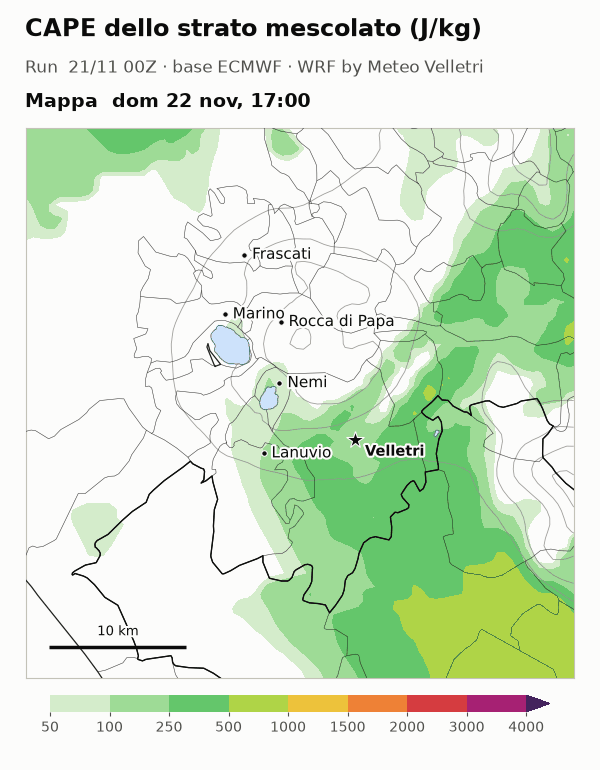 CAPE dello strato mescolato (J/kg)
Run  21/11 00Z · base ECMWF · WRF by Meteo Velletri
Mappa  dom 22 nov, 17:00
Frascati
Marino
Rocca di Papa
Nemi
Velletri
Lanuvio
10 km
50 100 250 500 1000 1500 2000 3000 4000